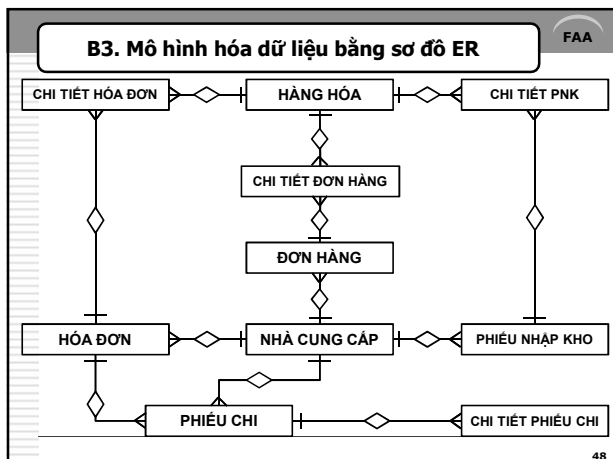 FAA
B3. Mô hình hóa dữ liệu bằng sơ đồ ER
CHI TIẾT HÓA ĐƠN
HÀNG HÓA
CHI TIẾT PNK
CHI TIẾT ĐƠN HÀNG
ĐƠN HÀNG
HÓA ĐƠN
NHÀ CUNG CẤP
PHIẾU NHẬP KHO
PHIẾU CHI
CHI TIẾT PHIẾU CHI
48